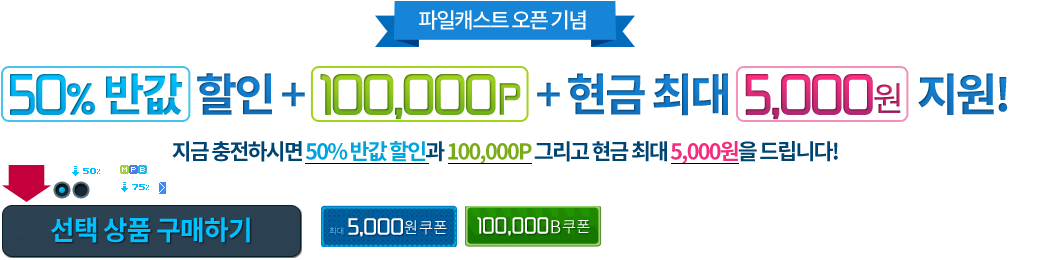 파일캐스트 오픈 기념
50% 반값 할인 + 100,000P + 현금 최대 5,000원 지원!
지금 충전하시면 50% 반값 할인과 100,000P 그리고 현금 최대 5,000원을 드립니다!
50% M P B
75%
선택 상품 구매하기 최대 5,000원 쿠폰 100,000B 쿠폰